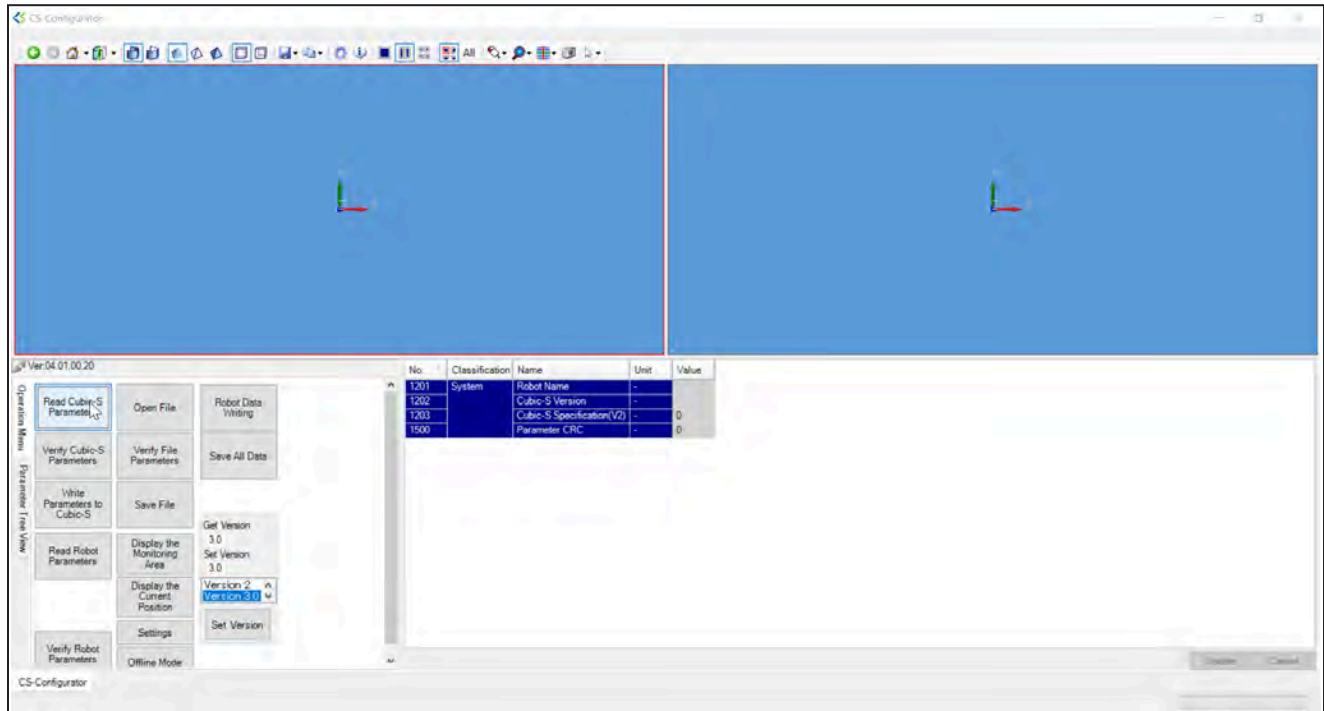 CS-Configurator
All
Ver:04.01.00.20
Operation Menu
Parameter Tree View
Read Cubic-S
Parameters
Open File
Robot Data
Writing
Verify Cubic-S
Parameters
Verify File
Parameters
Save All Data
Write
Parameters to
Cubic-S
Save File
Get Version
3.0
Set Version
3.0
Read Robot
Parameters
Display the
Monitoring
Area
Display the
Current
Position
Version 2
Version 3.0
Set Version
Settings
Verify Robot
Parameters
Offline Mode
No. Classification Name Unit Value
1201 System Robot Name -
1202 Cubic-S Version -
1203 Cubic-S Specification(V2) - 0
1500 Parameter CRC - 0
Cancel
CS-Configurator